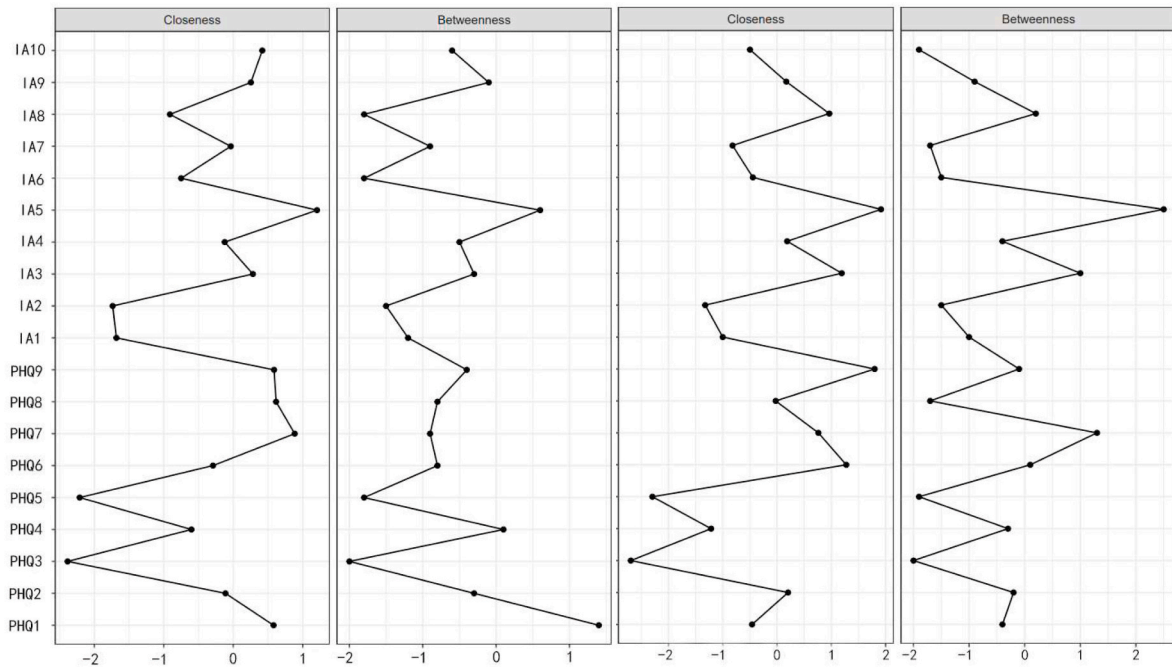 Closeness Betweenness Closeness Betweenness
IA10
IA9
IA8
IA7
IA6
IA5
IA4
IA3
IA2
IA1
PHQ9
PHQ8
PHQ7
PHQ6
PHQ5
PHQ4
PHQ3
PHQ2
PHQ1
−2 −1 0 1 −2 −1 0 1 −2 −1 0 1 2 −2 −1 0 1 2